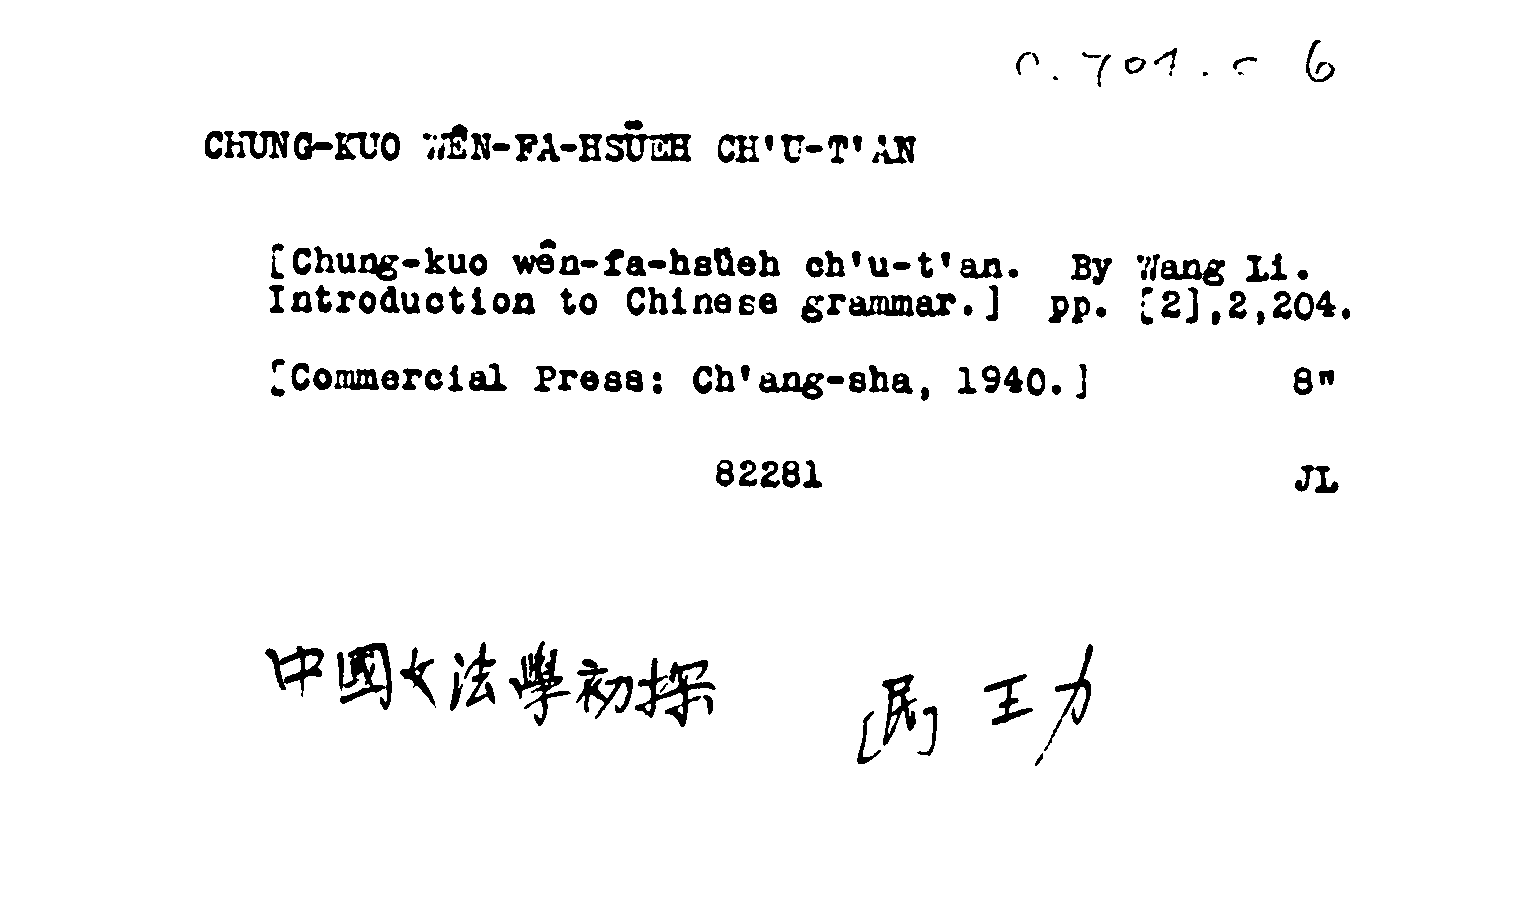 6
CHUNG-KUO WÊN-FA-HSÜEH CH'U-T'AN
[Chung-kuo wên-fa-hsüeh ch'u-t'an. By Wang Li.
Introduction to Chinese grammar.] pp. [2],2,204.
[Commercial Press: Ch'ang-sha, 1940.] 8"
82281 JL
中國文法學初探 [民] 王力